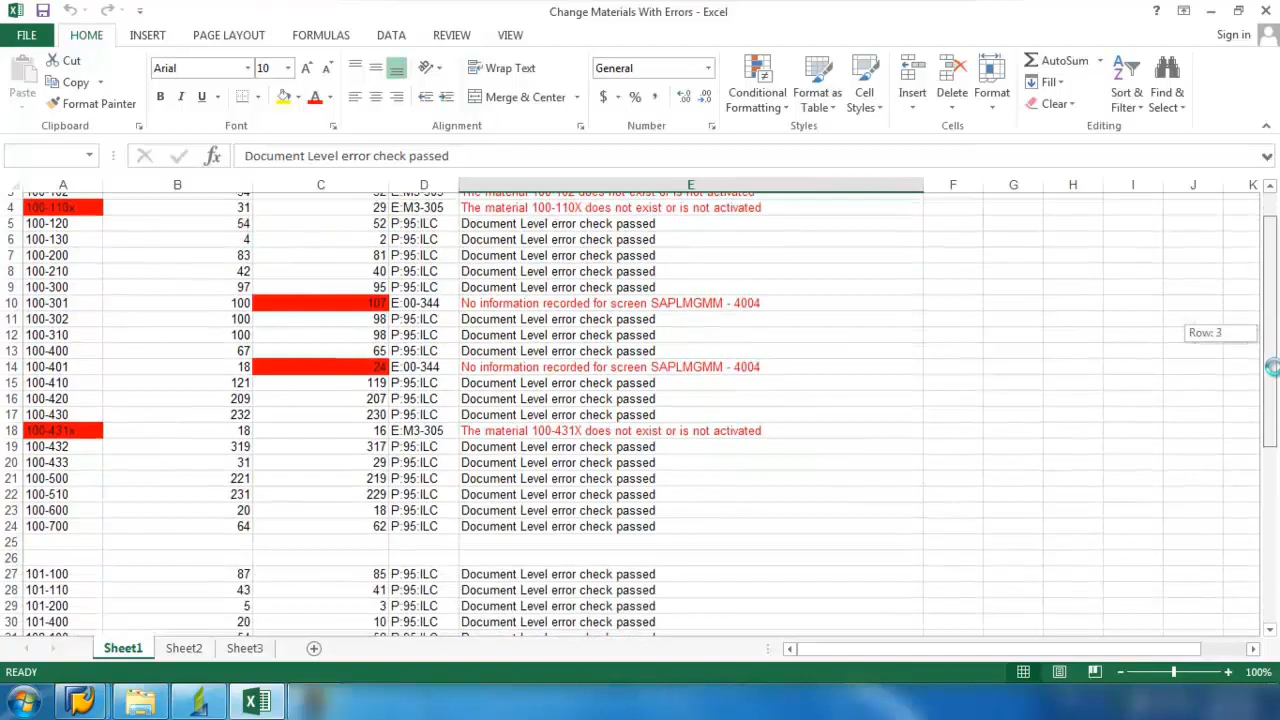 Change Materials With Errors - Excel
?
FILE HOME INSERT PAGE LAYOUT FORMULAS DATA REVIEW VIEW Sign in
Paste Cut Copy Format Painter
Arial 10
B I U A
Wrap Text
Merge & Center
General
$ % ,
Conditional Formatting Format as Table Cell Styles
Insert Delete Format
AutoSum Fill Clear
Sort & Filter Find & Select
Clipboard Font Alignment Number Styles Cells Editing
fx Document Level error check passed
A B C D E F G H I J K
3 100-102 54 52 E:M3-305 The material 100-102 does not exist or is not activated
4 100-110x 31 29 E:M3-305 The material 100-110X does not exist or is not activated
5 100-120 54 52 P:95:ILC Document Level error check passed
6 100-130 4 2 P:95:ILC Document Level error check passed
7 100-200 83 81 P:95:ILC Document Level error check passed
8 100-210 42 40 P:95:ILC Document Level error check passed
9 100-300 97 95 P:95:ILC Document Level error check passed
10 100-301 100 107 E:00-344 No information recorded for screen SAPLMGMM - 4004
11 100-302 100 98 P:95:ILC Document Level error check passed
12 100-310 100 98 P:95:ILC Document Level error check passed
Row: 3
13 100-400 67 65 P:95:ILC Document Level error check passed
14 100-401 18 24 E:00-344 No information recorded for screen SAPLMGMM - 4004
15 100-410 121 119 P:95:ILC Document Level error check passed
16 100-420 209 207 P:95:ILC Document Level error check passed
17 100-430 232 230 P:95:ILC Document Level error check passed
18 100-431x 18 16 E:M3-305 The material 100-431X does not exist or is not activated
19 100-432 319 317 P:95:ILC Document Level error check passed
20 100-433 31 29 P:95:ILC Document Level error check passed
21 100-500 221 219 P:95:ILC Document Level error check passed
22 100-510 231 229 P:95:ILC Document Level error check passed
23 100-600 20 18 P:95:ILC Document Level error check passed
24 100-700 64 62 P:95:ILC Document Level error check passed
25
26
27 101-100 87 85 P:95:ILC Document Level error check passed
28 101-110 43 41 P:95:ILC Document Level error check passed
29 101-200 5 3 P:95:ILC Document Level error check passed
30 101-400 20 10 P:95:ILC Document Level error check passed
Sheet1 Sheet2 Sheet3
READY 100%